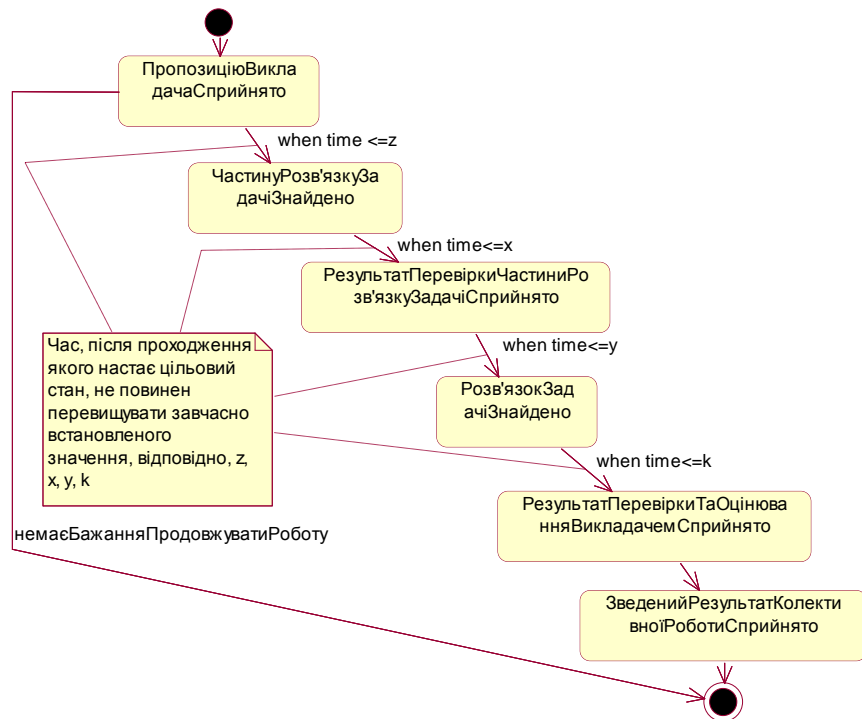 ПропозиціюВикла
дачаСприйнято
when time <=z
ЧастинуРозв'язкуЗа
дачіЗнайдено
when time<=x
РезультатПеревіркиЧастиниРо
зв'язкуЗадачіСприйнято
when time<=y
Час, після проходження
якого настає цільовий
стан, не повинен
перевищувати завчасно
встановленого
значення, відповідно, z,
x, y, k
Розв'язокЗад
ачіЗнайдено
when time<=k
РезультатПеревіркиТаОцінюва
нняВикладачемСприйнято
немаєБажанняПродовжуватиРоботу
ЗведенийРезультатКолекти
вноїРоботиСприйнято